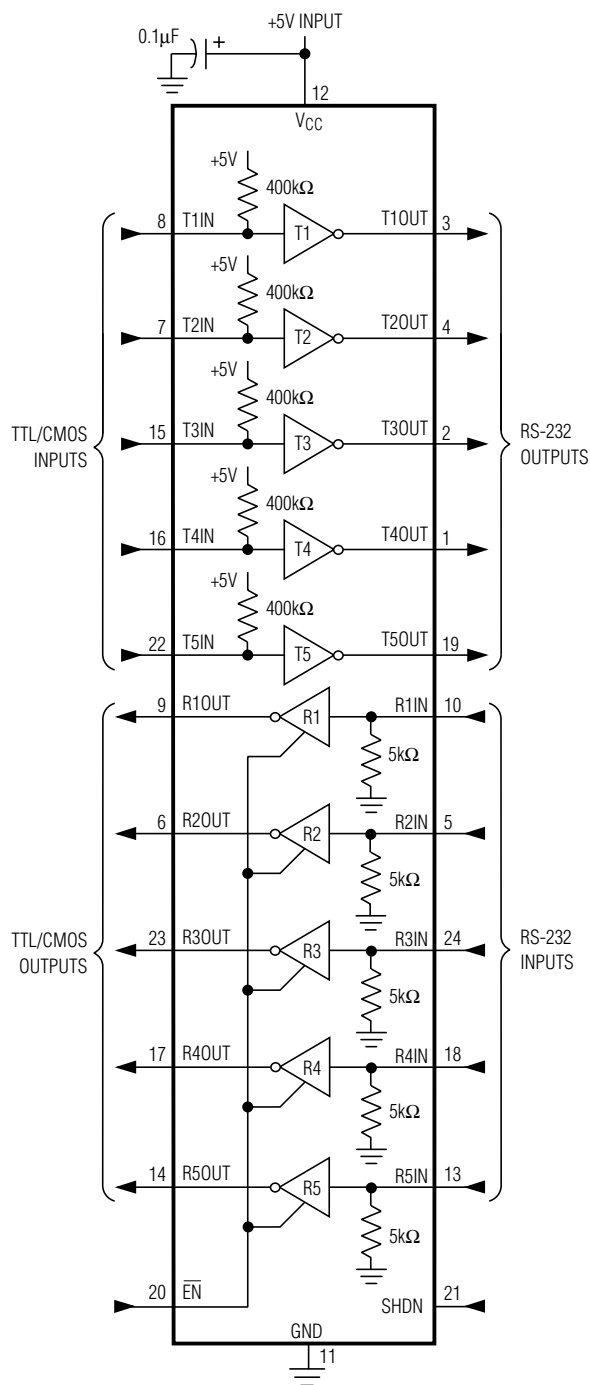 +5V INPUT
0.1μF
+
12
VCC
+5V
400kΩ
8 T1IN T1 T1OUT 3
+5V
400kΩ
7 T2IN T2 T2OUT 4
+5V
400kΩ
15 T3IN T3 T3OUT 2
+5V
400kΩ
16 T4IN T4 T4OUT 1
+5V
400kΩ
22 T5IN T5 T5OUT 19
TTL/CMOS
INPUTS
RS-232
OUTPUTS
9 R1OUT R1 R1IN 10
5kΩ
6 R2OUT R2 R2IN 5
5kΩ
23 R3OUT R3 R3IN 24
5kΩ
17 R4OUT R4 R4IN 18
5kΩ
14 R5OUT R5 R5IN 13
5kΩ
TTL/CMOS
OUTPUTS
RS-232
INPUTS
20 EN
SHDN 21
GND
11